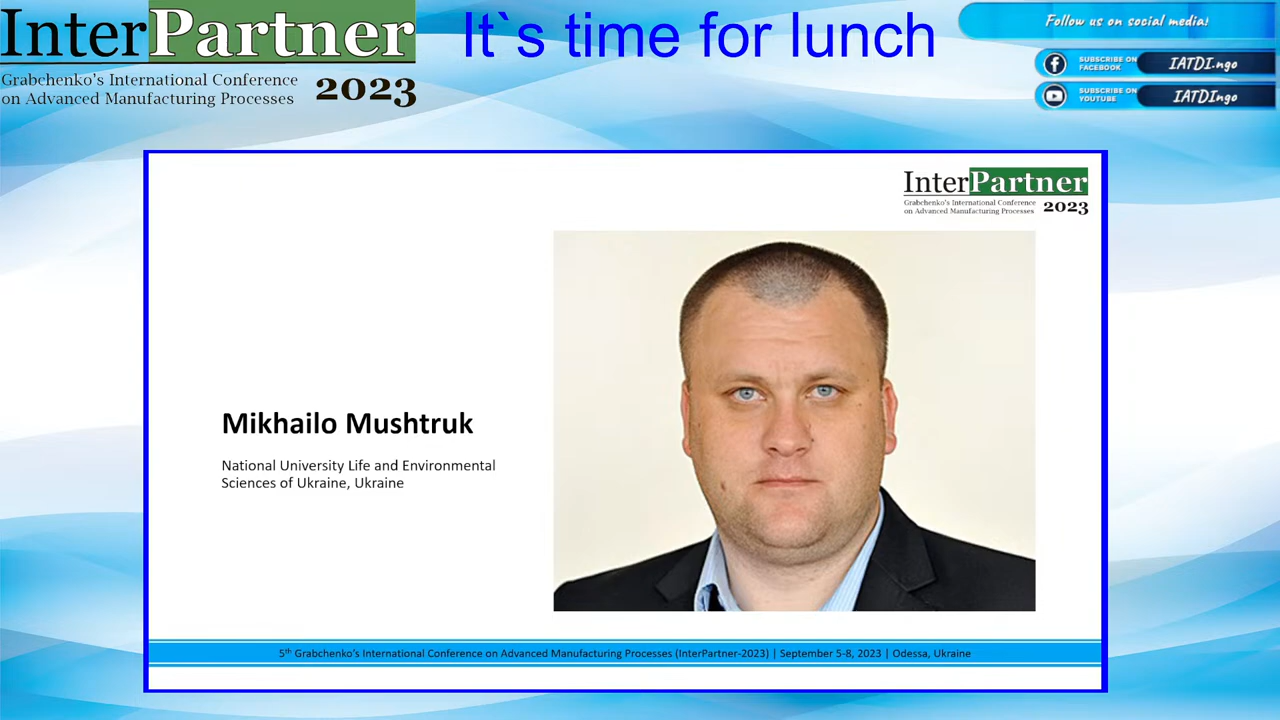 InterPartner
Grabchenko's International Conference
on Advanced Manufacturing Processes
2023
It`s time for lunch
Follow us on social media!
SUBSCRIBE ON
FACEBOOK
IATDI.ngo
SUBSCRIBE ON
YOUTUBE
IATDIngo
InterPartner
Grabchenko's International Conference
on Advanced Manufacturing Processes
2023
Mikhailo Mushtruk
National University Life and Environmental
Sciences of Ukraine, Ukraine
5th Grabchenko's International Conference on Advanced Manufacturing Processes (InterPartner-2023) | September 5-8, 2023 | Odessa, Ukraine